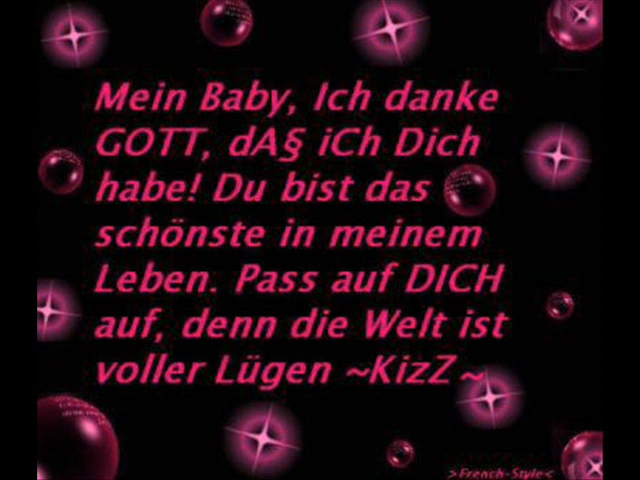 Mein Baby, Ich danke
GOTT, dA§ iCh Dich
habe! Du bist das
schönste in meinem
Leben. Pass auf DICH
auf, denn die Welt ist
voller Lügen ~KizZ~
>French-Style<